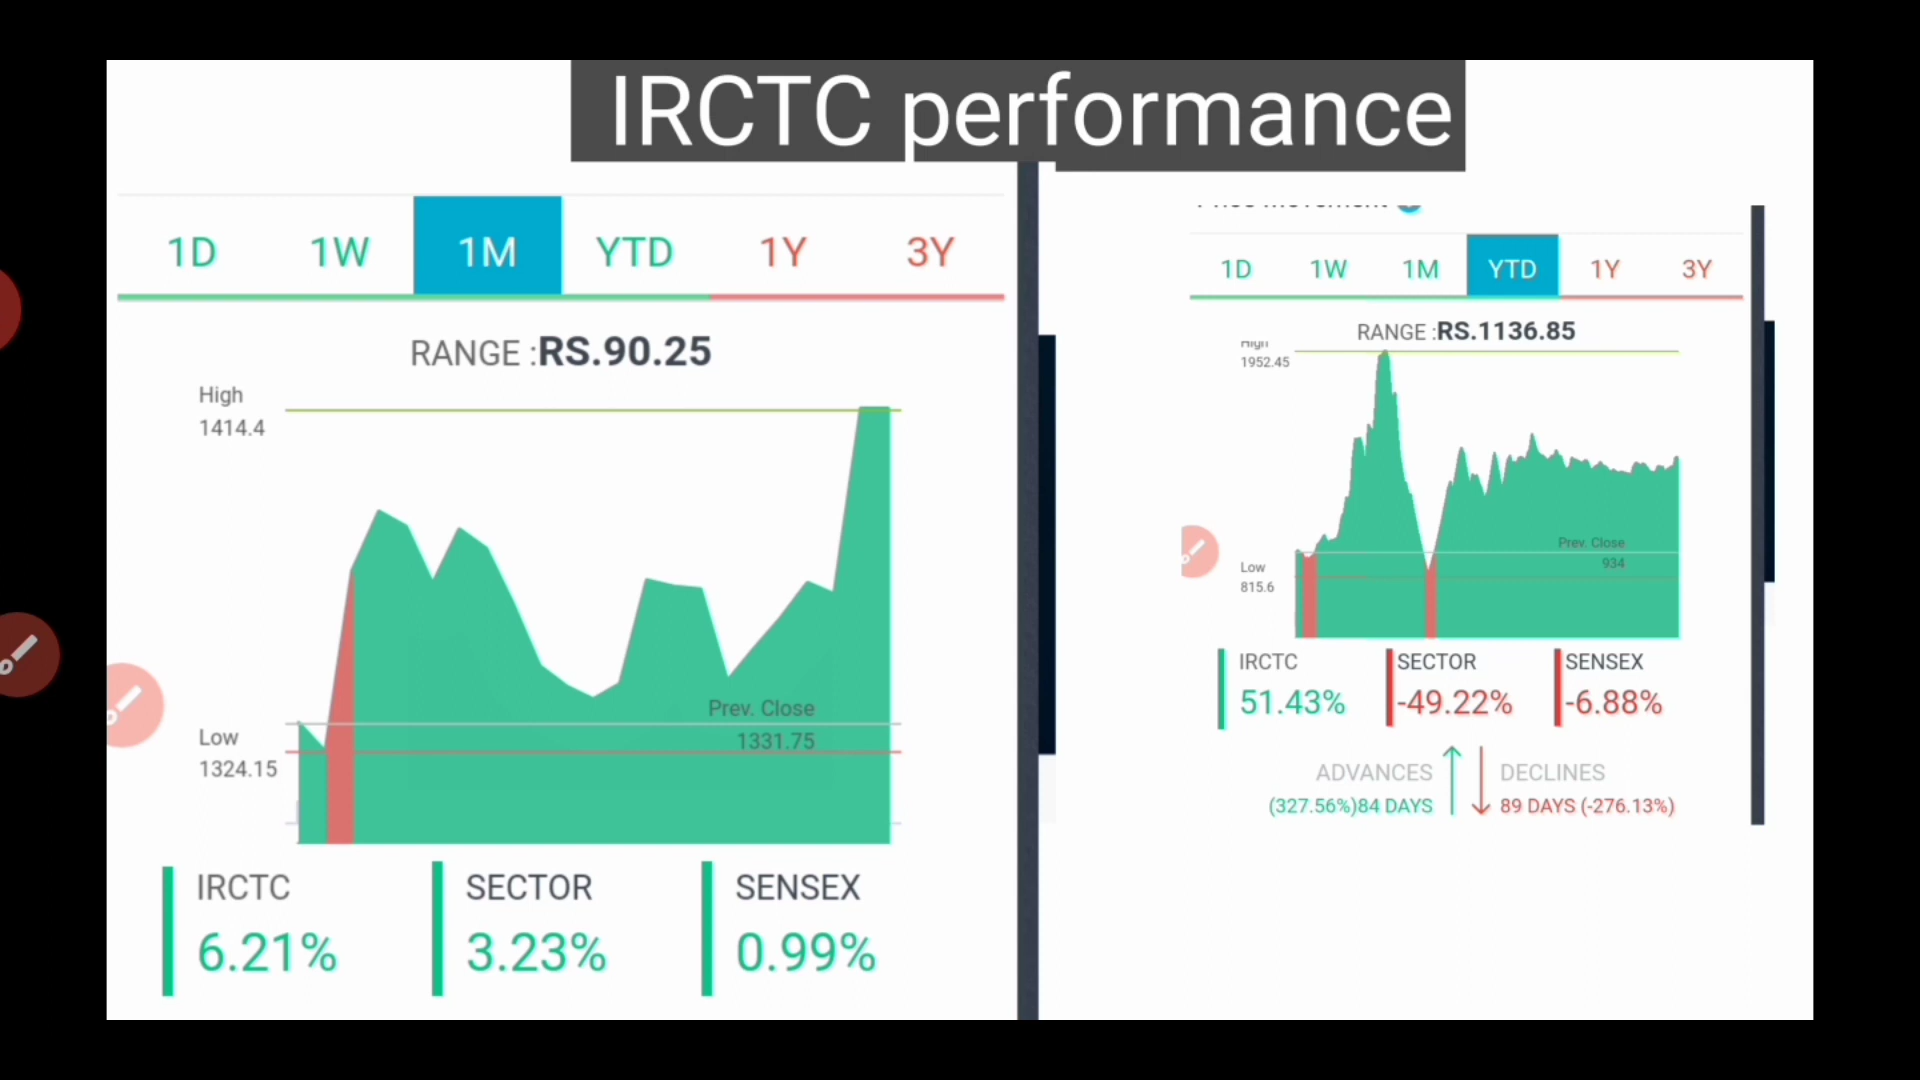 IRCTC performance
1D 1W 1M YTD 1Y 3Y
RANGE :RS.90.25
High
1414.4
Prev. Close
1331.75
Low
1324.15
IRCTC SECTOR SENSEX
6.21% 3.23% 0.99%
1D 1W 1M YTD 1Y 3Y
RANGE :RS.1136.85
High
1952.45
Prev. Close
934
Low
815.6
IRCTC SECTOR SENSEX
51.43% -49.22% -6.88%
ADVANCES DECLINES
(327.56%)84 DAYS 89 DAYS (-276.13%)